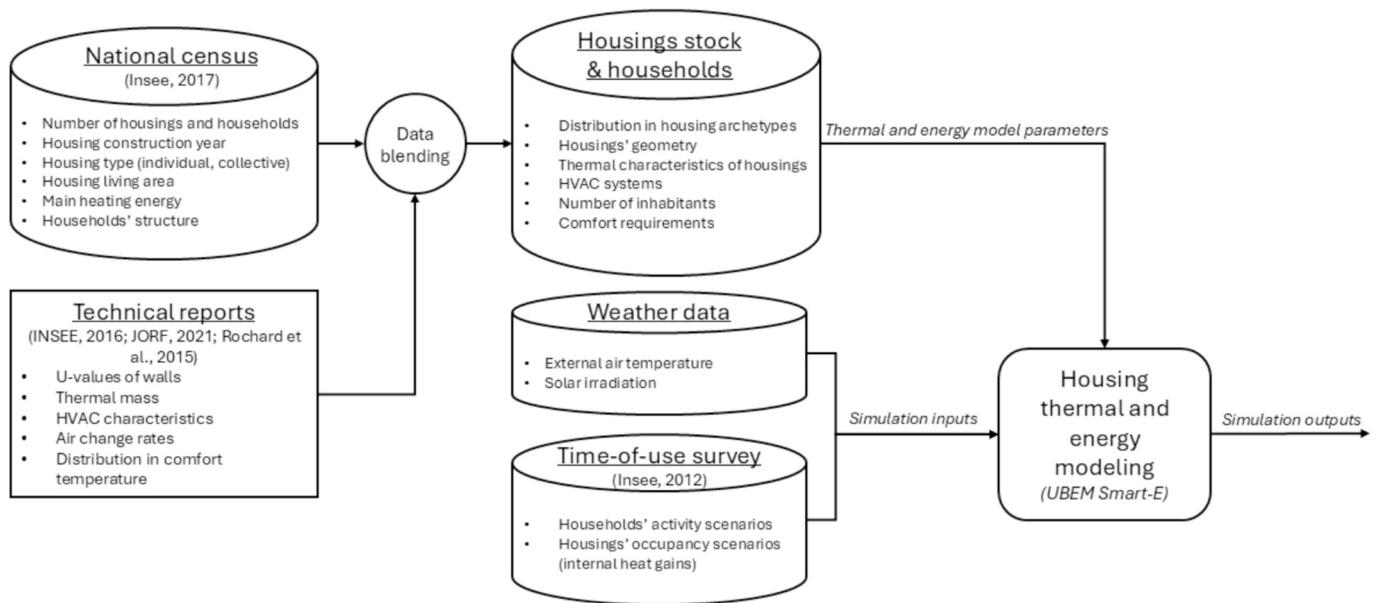 National census
(Insee, 2017)
• Number of housings and households
• Housing construction year
• Housing type (individual, collective)
• Housing living area
• Main heating energy
• Households' structure
Technical reports
(INSEE, 2016; JORF, 2021; Rochard et
al., 2015)
• U-values of walls
• Thermal mass
• HVAC characteristics
• Air change rates
• Distribution in comfort
temperature
Data
blending
Housings stock
& households
• Distribution in housing archetypes
• Housings' geometry
• Thermal characteristics of housings
• HVAC systems
• Number of inhabitants
• Comfort requirements
Thermal and energy model parameters
Weather data
• External air temperature
• Solar irradiation
Time-of-use survey
(Insee, 2012)
• Households' activity scenarios
• Housings' occupancy scenarios
(internal heat gains)
Simulation inputs
Housing
thermal and
energy
modeling
(UBEM Smart-E)
Simulation outputs